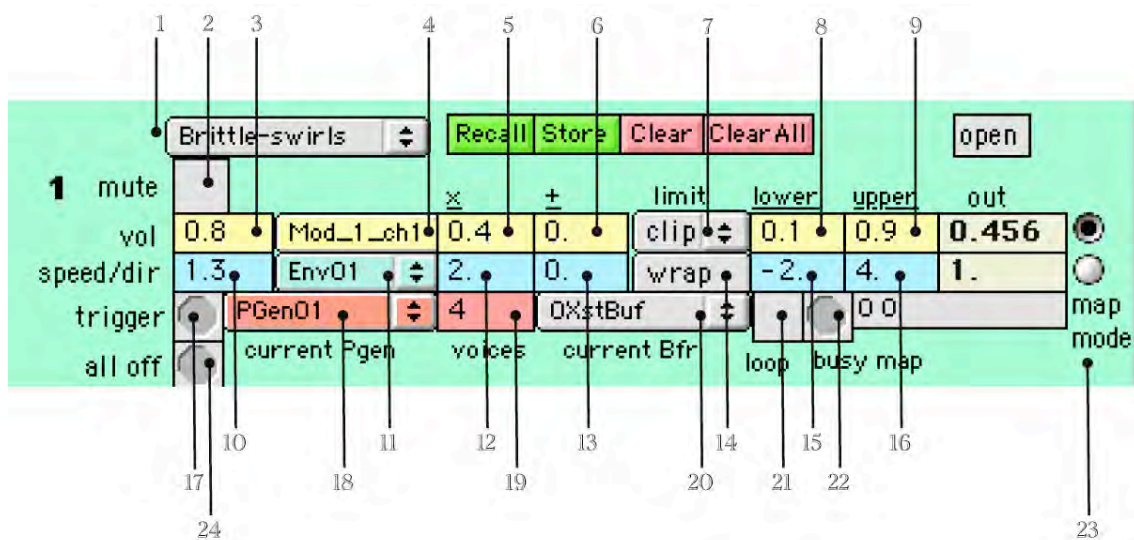 1 2 3 4 5 6 7 8 9
Brittle-swirls Recall Store Clear Clear All open
1 mute x ± limit lower upper out
vol 0.8 Mod_1_ch1 0.4 0. clip 0.1 0.9 0.456
speed/dir 1.3 Env01 2. 0. wrap -2. 4. 1.
trigger PGen01 4 0XstBuf 0 0 map
all off current Pgen voices current Bfr loop busy map mode
10 11 12 13 14 15 16
17 18 19 20 21 22
24 23